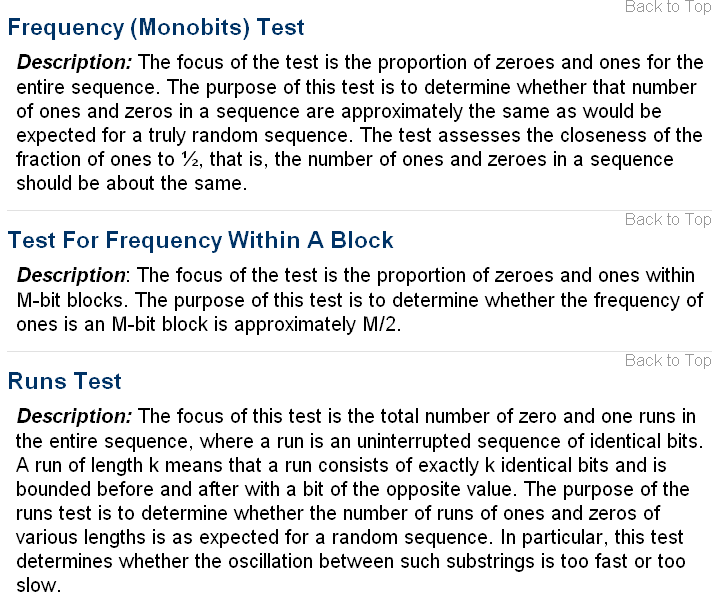 Back to Top
Frequency (Monobits) Test
Description: The focus of the test is the proportion of zeroes and ones for the
entire sequence. The purpose of this test is to determine whether that number
of ones and zeros in a sequence are approximately the same as would be
expected for a truly random sequence. The test assesses the closeness of the
fraction of ones to ½, that is, the number of ones and zeroes in a sequence
should be about the same.
Back to Top
Test For Frequency Within A Block
Description: The focus of the test is the proportion of zeroes and ones within
M-bit blocks. The purpose of this test is to determine whether the frequency of
ones is an M-bit block is approximately M/2.
Back to Top
Runs Test
Description: The focus of this test is the total number of zero and one runs in
the entire sequence, where a run is an uninterrupted sequence of identical bits.
A run of length k means that a run consists of exactly k identical bits and is
bounded before and after with a bit of the opposite value. The purpose of the
runs test is to determine whether the number of runs of ones and zeros of
various lengths is as expected for a random sequence. In particular, this test
determines whether the oscillation between such substrings is too fast or too
slow.